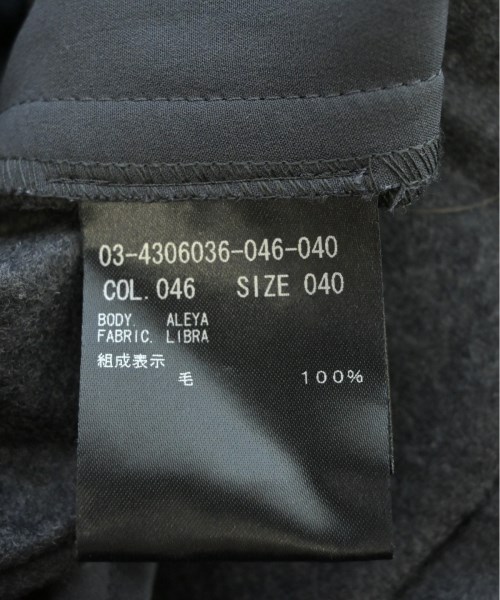 03-4306036-046-040
COL. 046 SIZE 040
BODY. ALEYA
FABRIC. LIBRA
組成表示
毛 100%